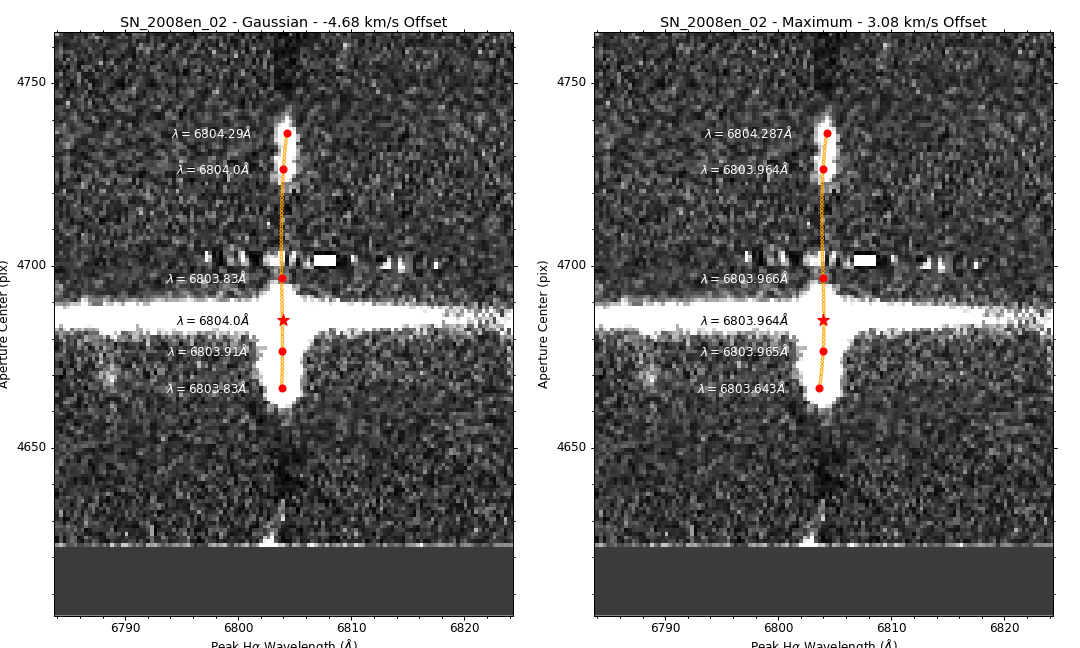 SN_2008en_02 - Gaussian - -4.68 km/s Offset
4750
4700
4650
Aperture Center (pix)
λ = 6804.29Å
λ = 6804.0Å
λ = 6803.83Å
λ = 6804.0Å
λ = 6803.91Å
λ = 6803.83Å
6790 6800 6810 6820
Peak Hα Wavelength (Å)
SN_2008en_02 - Maximum - 3.08 km/s Offset
4750
4700
4650
Aperture Center (pix)
λ = 6804.287Å
λ = 6803.964Å
λ = 6803.966Å
λ = 6803.964Å
λ = 6803.965Å
λ = 6803.643Å
6790 6800 6810 6820
Peak Hα Wavelength (Å)